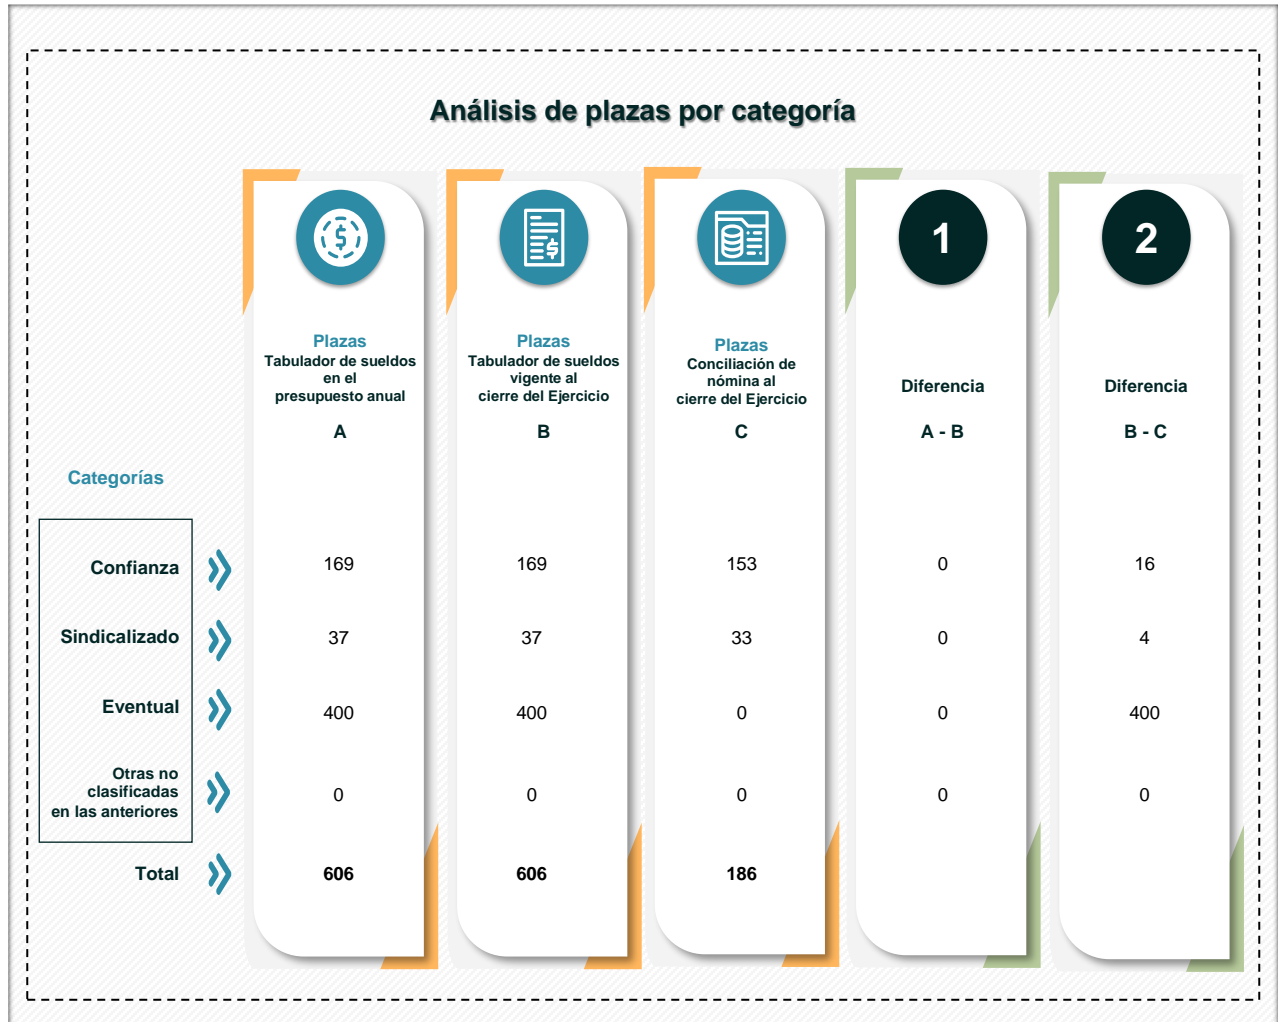 Análisis de plazas por categoría
1
2
Plazas
Tabulador de sueldos
en el
presupuesto anual
A
Plazas
Tabulador de sueldos
vigente al
cierre del Ejercicio
B
Plazas
Conciliación de
nómina al
cierre del Ejercicio
C
Diferencia
A - B
Diferencia
B - C
Categorías
Confianza 169 169 153 0 16
Sindicalizado 37 37 33 0 4
Eventual 400 400 0 0 400
Otras no
clasificadas
en las anteriores 0 0 0 0 0
Total 606 606 186